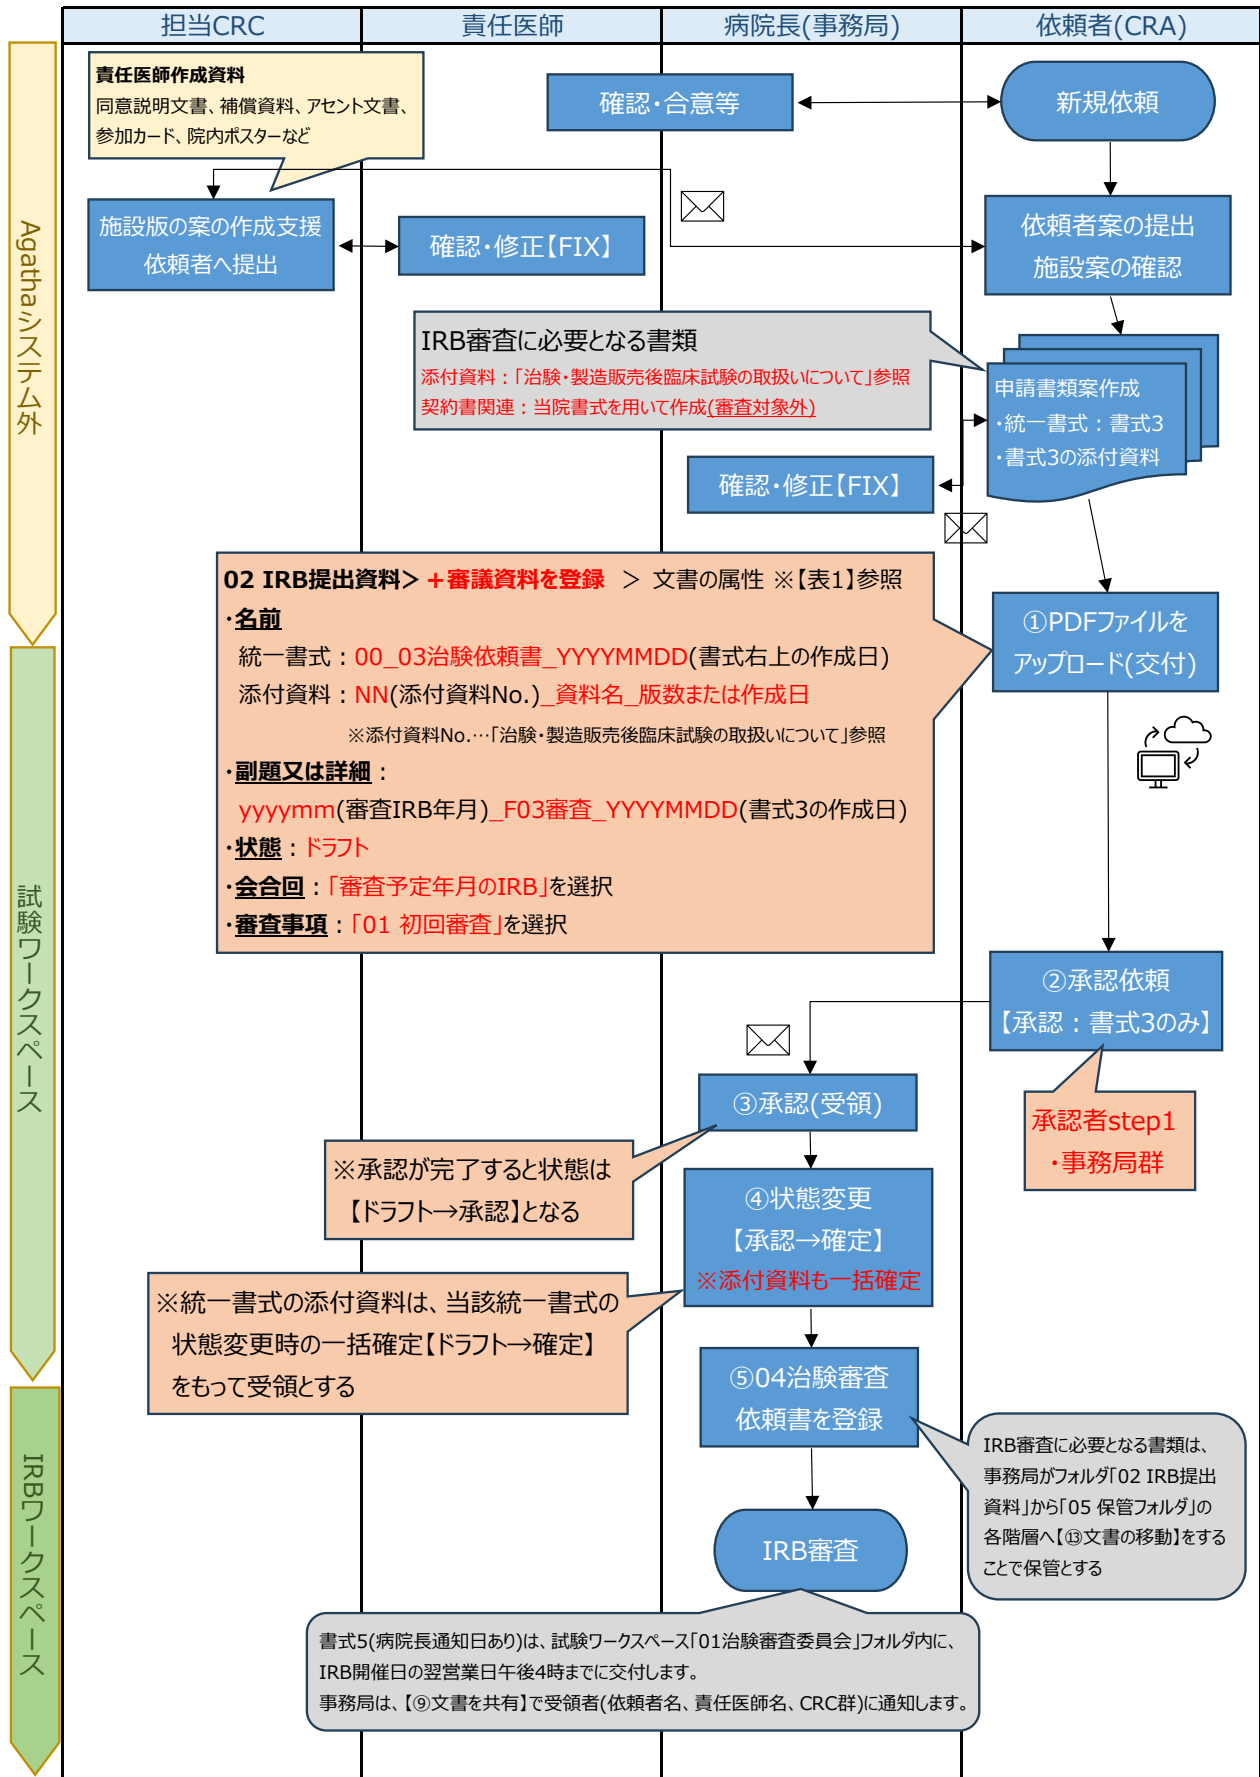 担当CRC
責任医師
病院長(事務局)
依頼者(CRA)
Agathaシステム外
試験ワークスペース
IRBワークスペース
責任医師作成資料
同意説明文書、補償資料、アセント文書、
参加カード、院内ポスターなど
確認・合意等
新規依頼
施設版の案の作成支援
依頼者へ提出
確認・修正【FIX】
依頼者案の提出
施設案の確認
IRB審査に必要となる書類
添付資料：「治験・製造販売後臨床試験の取扱いについて」参照
契約書関連：当院書式を用いて作成(審査対象外)
申請書類案作成
・統一書式：書式3
・書式3の添付資料
確認・修正【FIX】
02 IRB提出資料＞＋審議資料を登録 ＞ 文書の属性 ※【表1】参照
・名前
統一書式：00_03治験依頼書_YYYYMMDD(書式右上の作成日)
添付資料：NN(添付資料No.)_資料名_版数または作成日
※添付資料No.…「治験・製造販売後臨床試験の取扱いについて」参照
・副題又は詳細：
yyyymm(審査IRB年月)_F03審査_YYYYMMDD(書式3の作成日)
・状態：ドラフト
・会合回：「審査予定年月のIRB」を選択
・審査事項：「01 初回審査」を選択
①PDFファイルを
アップロード(交付)
②承認依頼
【承認：書式3のみ】
承認者step1
・事務局群
③承認(受領)
※承認が完了すると状態は
【ドラフト→承認】となる
④状態変更
【承認→確定】
※添付資料も一括確定
※統一書式の添付資料は、当該統一書式の
状態変更時の一括確定【ドラフト→確定】
をもって受領とする
⑤04治験審査
依頼書を登録
IRB審査に必要となる書類は、
事務局がフォルダ「02 IRB提出
資料」から「05 保管フォルダ」の
各階層へ【⑬文書の移動】をする
ことで保管とする
IRB審査
書式5(病院長通知日あり)は、試験ワークスペース「01治験審査委員会」フォルダ内に、
IRB開催日の翌営業日午後4時までに交付します。
事務局は、【⑨文書を共有】で受領者(依頼者名、責任医師名、CRC群)に通知します。